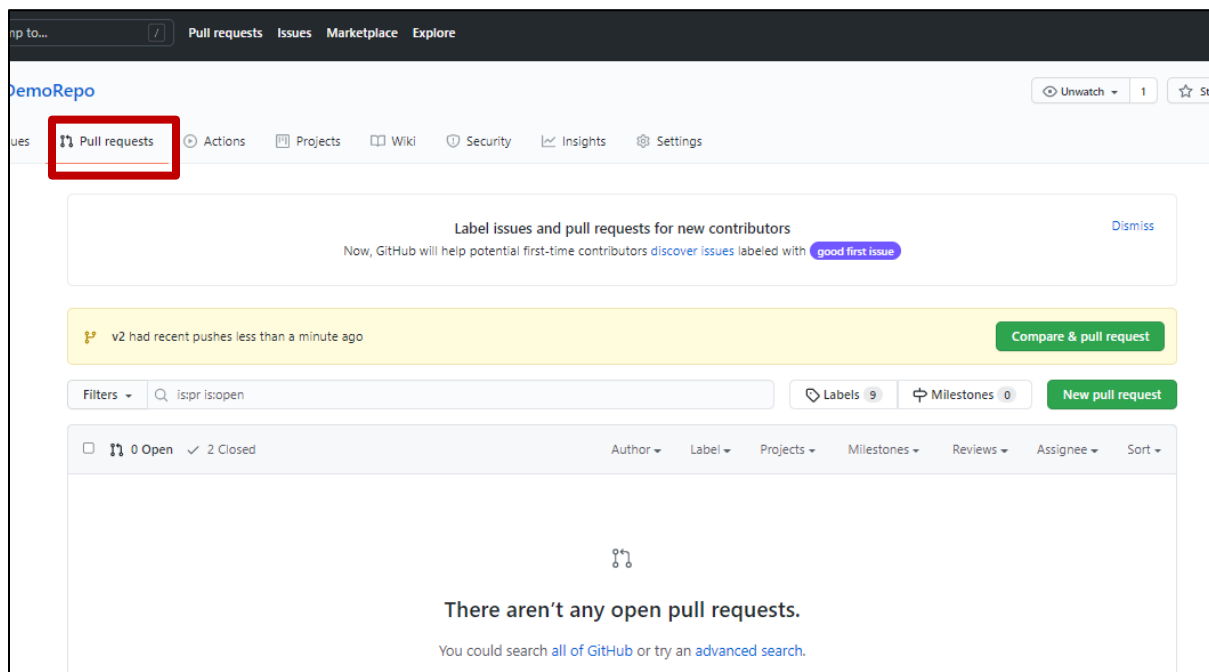 to...
/
Pull requests Issues Marketplace Explore
DemoRepo
Unwatch 1
Pull requests Actions Projects Wiki Security Insights Settings
Label issues and pull requests for new contributors
Dismiss
Now, GitHub will help potential first-time contributors discover issues labeled with good first issue
v2 had recent pushes less than a minute ago
Compare & pull request
Filters is:pr is:open Labels 9 Milestones 0 New pull request
0 Open 2 Closed Author Label Projects Milestones Reviews Assignee Sort
There aren't any open pull requests.
You could search all of GitHub or try an advanced search.